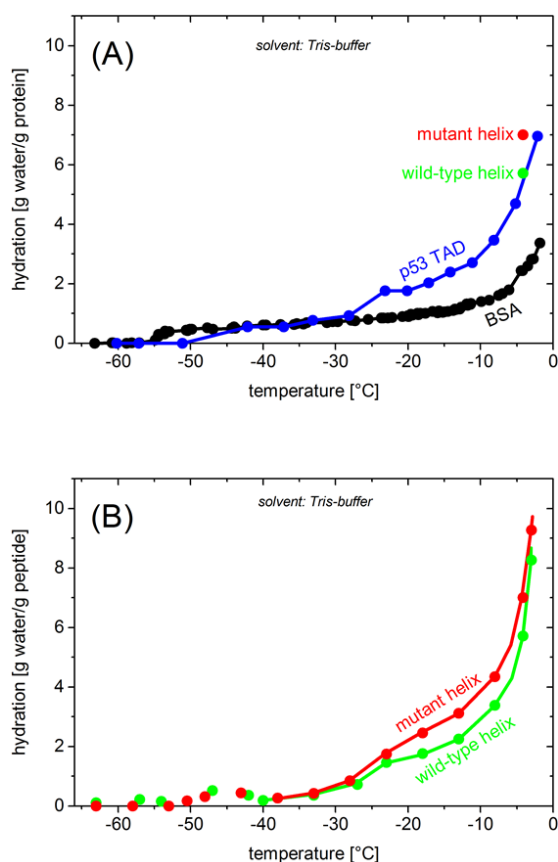 (A)
solvent: Tris-buffer
10
8
6
4
2
0
hydration [g water/g protein]
mutant helix
wild-type helix
p53 TAD
BSA
-60
-50
-40
-30
-20
-10
0
temperature [°C]
(B)
solvent: Tris-buffer
10
8
6
4
2
0
hydration [g water/g peptide]
mutant helix
wild-type helix
-60
-50
-40
-30
-20
-10
0
temperature [°C]